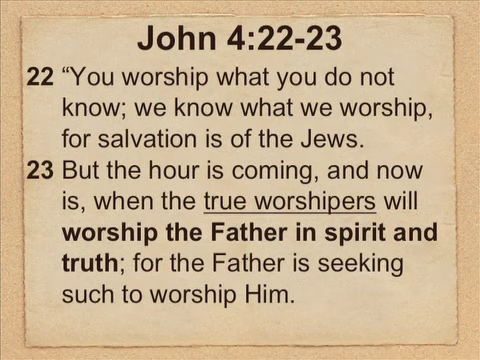 John 4:22-23
22 “You worship what you do not
know; we know what we worship,
for salvation is of the Jews.
23 But the hour is coming, and now
is, when the true worshipers will
worship the Father in spirit and
truth; for the Father is seeking
such to worship Him.